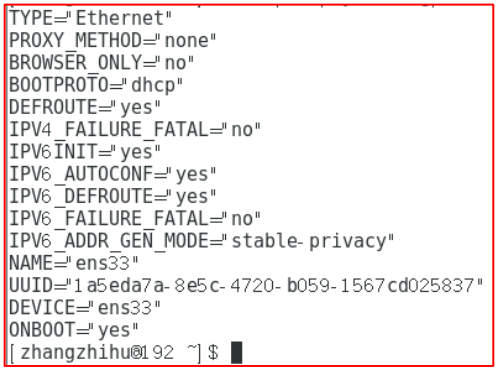 TYPE="Ethernet"
PROXY_METHOD="none"
BROWSER_ONLY="no"
BOOTPROTO="dhcp"
DEFROUTE="yes"
IPV4_FAILURE_FATAL="no"
IPV6INIT="yes"
IPV6_AUTOCONF="yes"
IPV6_DEFROUTE="yes"
IPV6_FAILURE_FATAL="no"
IPV6_ADDR_GEN_MODE="stable-privacy"
NAME="ens33"
UUID="1a5eda7a-8e5c-4720-b059-1567cd025837"
DEVICE="ens33"
ONBOOT="yes"
[zhangzhihu@192 ~]$